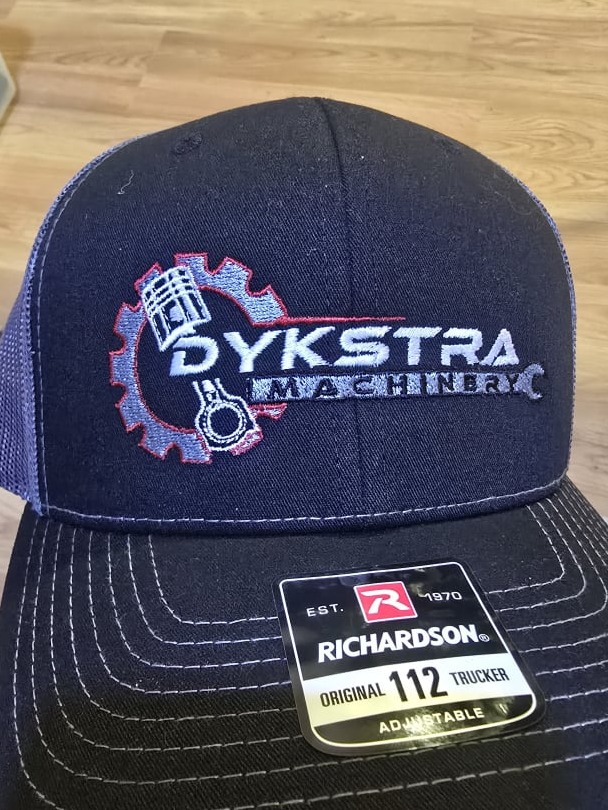 DYKSTRA
MACHINERY
EST. R 1970
RICHARDSON®
ORIGINAL 112 TRUCKER
ADJUSTABLE